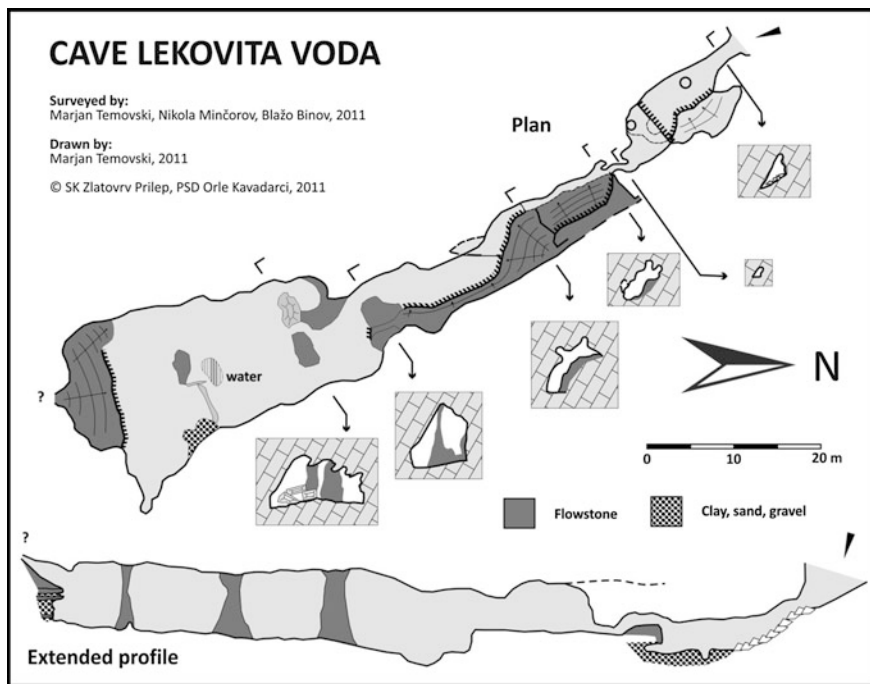 CAVE LEKOVITA VODA
Surveyed by:
Marjan Temovski, Nikola Minčorov, Blažo Binov, 2011
Drawn by:
Marjan Temovski, 2011
© SK Zlatovrv Prilep, PSD Orle Kavadarci, 2011
Plan
?
water
N
0 10 20 m
Flowstone
Clay, sand, gravel
?
Extended profile